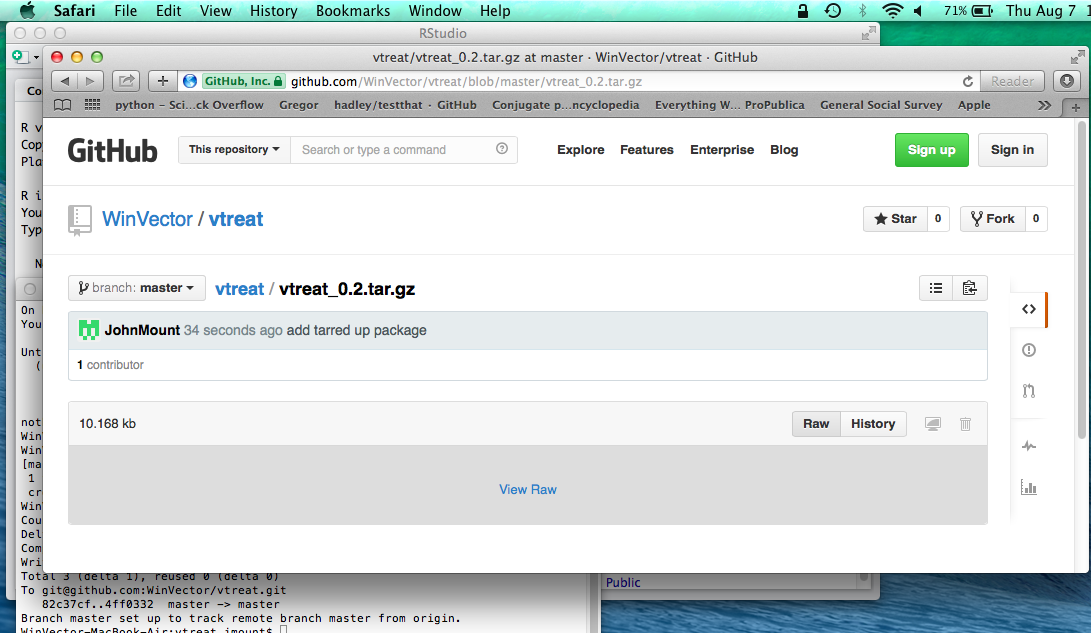 Safari File Edit View History Bookmarks Window Help 71% Thu Aug 7
RStudio
vtreat/vtreat_0.2.tar.gz at master · WinVector/vtreat · GitHub
GitHub, Inc. github.com/WinVector/vtreat/blob/master/vtreat_0.2.tar.gz Reader
python – Sci...ck Overflow Gregor hadley/testthat · GitHub Conjugate p...ncyclopedia Everything W... ProPublica General Social Survey Apple
Co
R v
Cop
Pla
R i
You
Typ
N
GitHub This repository Search or type a command Explore Features Enterprise Blog Sign up Sign in
WinVector / vtreat Star 0 Fork 0
branch: master vtreat / vtreat_0.2.tar.gz
JohnMount 34 seconds ago add tarred up package
1 contributor
10.168 kb Raw History
View Raw
On
You
Unt
(
not
Win
Win
[ma
1
cr
Win
Cou
Del
Com
Wri
Total 3 (delta 1), reused 0 (delta 0)
To git@github.com:WinVector/vtreat.git
82c37cf..4ff0332 master -> master
Branch master set up to track remote branch master from origin.
WinVector-MacBook-Air:vtreat jmount$
Public